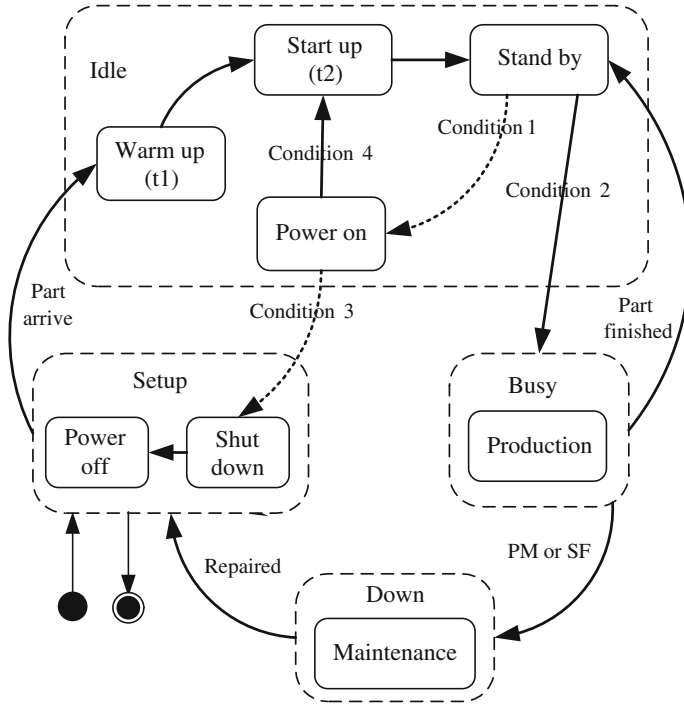 Idle
Start up
(t2)
Stand by
Warm up
(t1)
Condition 4
Condition 1
Condition 2
Power on
Part
arrive
Condition 3
Part
finished
Setup
Busy
Power
off
Shut
down
Production
Repaired
PM or SF
Down
Maintenance